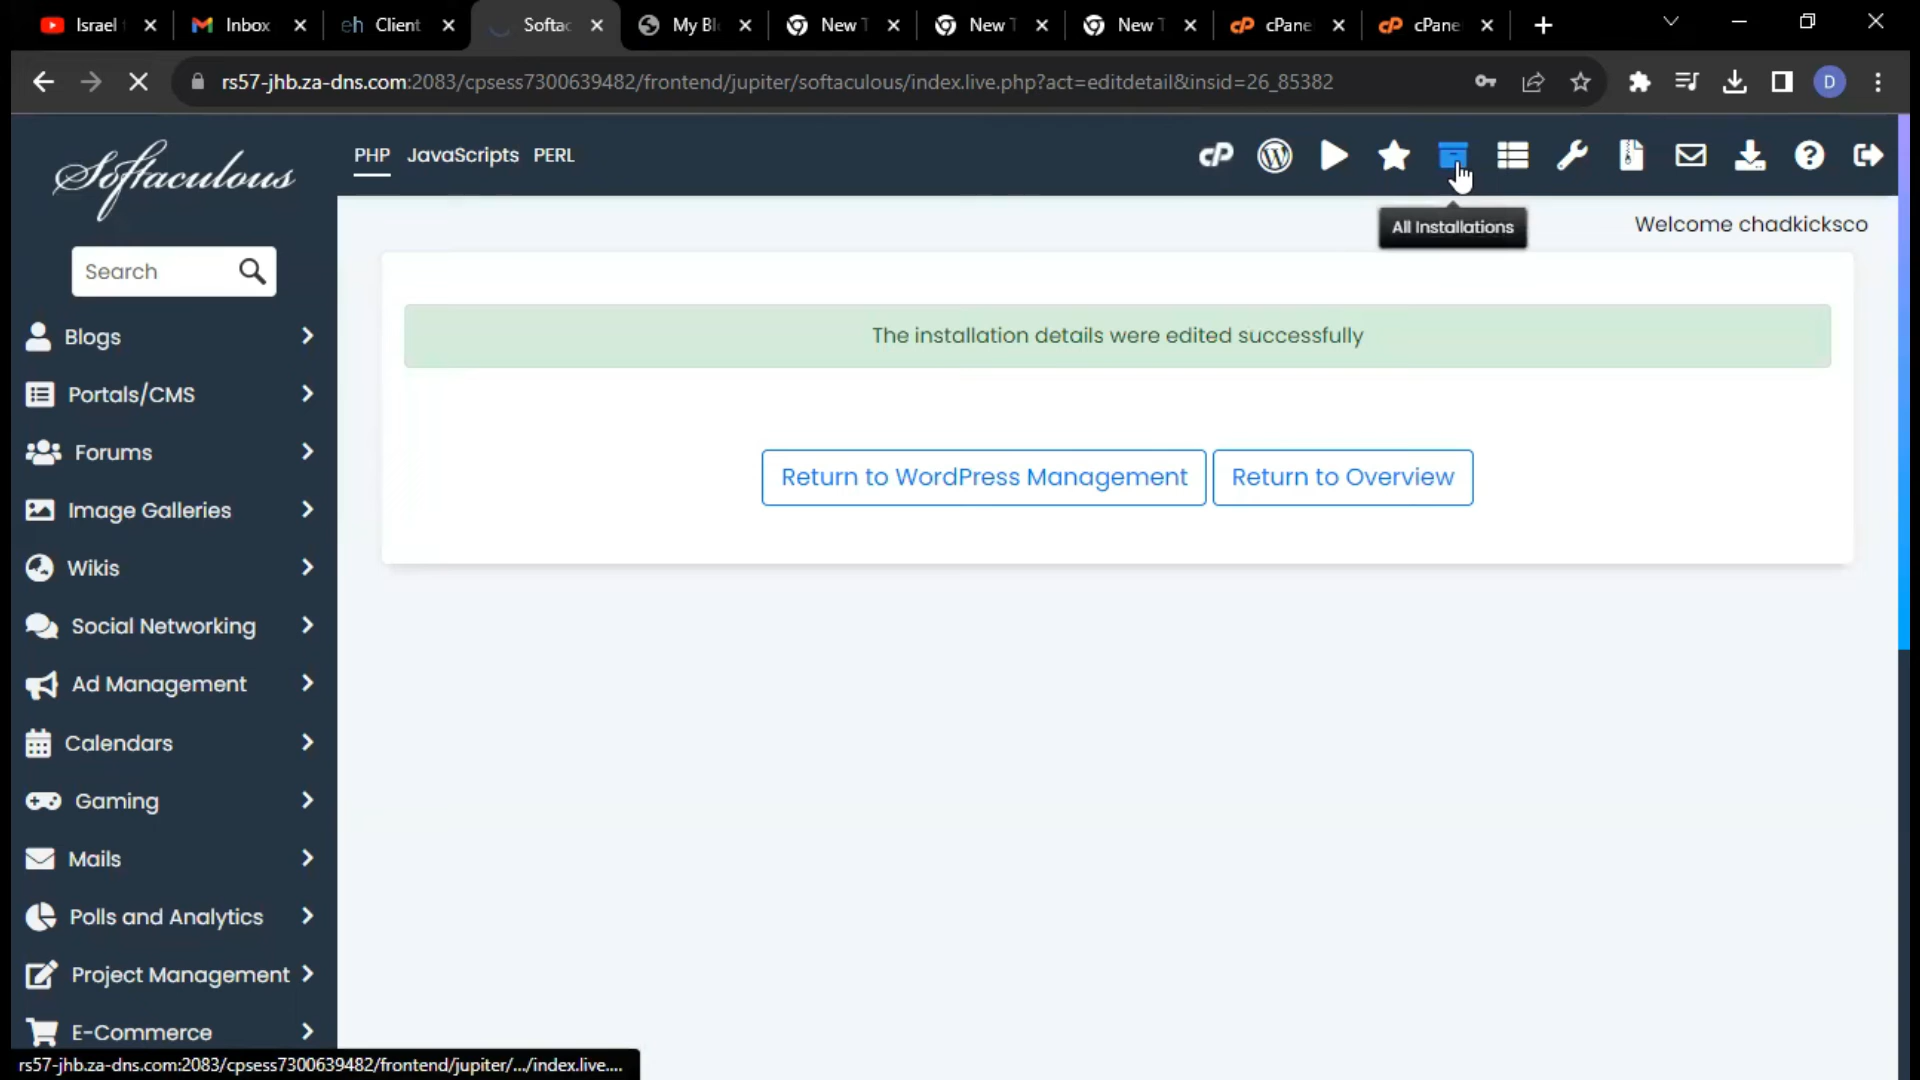 Israel
Inbox
Client
Softac
My Bl
New T
New T
New T
cPane
cPane
rs57-jhb.za-dns.com:2083/cpsess7300639482/frontend/jupiter/softaculous/index.live.php?act=editdetail&insid=26_85382
D
Softaculous
PHP JavaScripts PERL
All Installations
Welcome chadkicksco
Search
The installation details were edited successfully
Return to WordPress Management
Return to Overview
Blogs
Portals/CMS
Forums
Image Galleries
Wikis
Social Networking
Ad Management
Calendars
Gaming
Mails
Polls and Analytics
Project Management
E-Commerce
rs57-jhb.za-dns.com:2083/cpsess7300639482/frontend/jupiter/.../index.live....